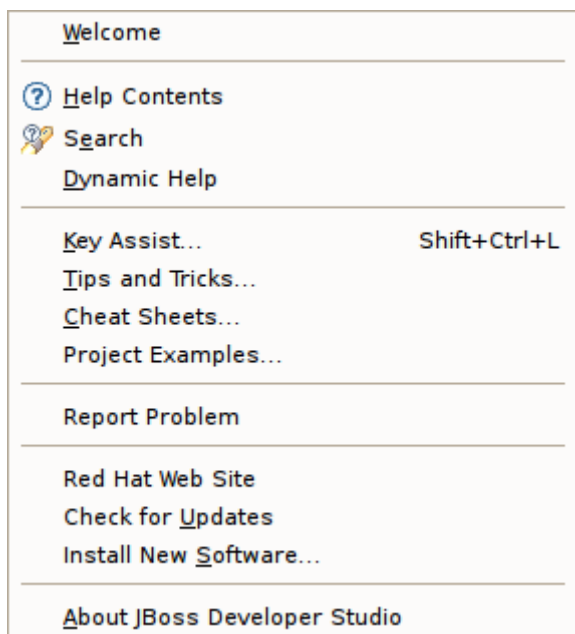 Welcome
Help Contents
Search
Dynamic Help
Key Assist... Shift+Ctrl+L
Tips and Tricks...
Cheat Sheets...
Project Examples...
Report Problem
Red Hat Web Site
Check for Updates
Install New Software...
About JBoss Developer Studio